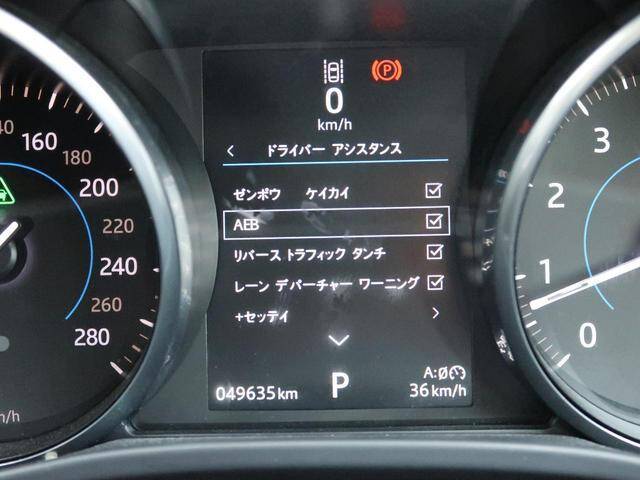 P
0
km/h
ドライバー アシスタンス
ゼンポウ ケイカイ
AEB
リバース トラフィック タンチ
レーン デパーチャー ワーニング
+セッテイ
049635 km
P
A:Ø
36 km/h
160
180
200
220
240
260
280
3
2
1
0